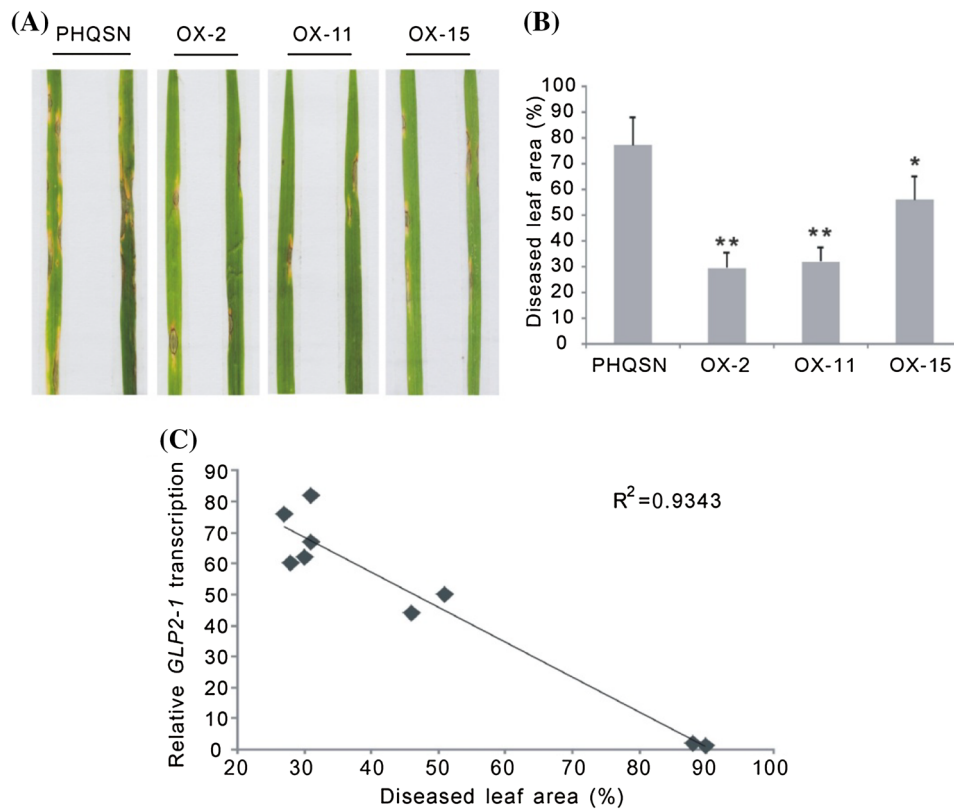 (A)
PHQSN OX-2 OX-11 OX-15
(B)
Diseased leaf area (%)
100
90
80
70
60
50
40
30
20
10
0
** ** *
PHQSN OX-2 OX-11 OX-15
(C)
Relative GLP2-1 transcription
90
80
70
60
50
40
30
20
10
0
R²=0.9343
20 30 40 50 60 70 80 90 100
Diseased leaf area (%)